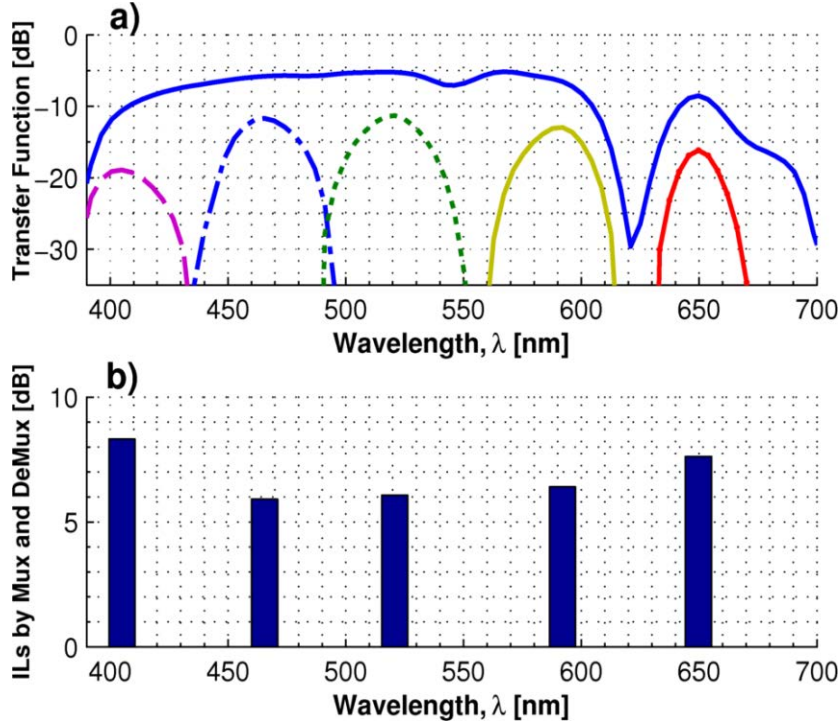 a)
Transfer Function [dB]
0
−10
−20
−30
400 450 500 550 600 650 700
Wavelength, λ [nm]
b)
ILs by Mux and DeMux [dB]
10
5
0
400 450 500 550 600 650 700
Wavelength, λ [nm]